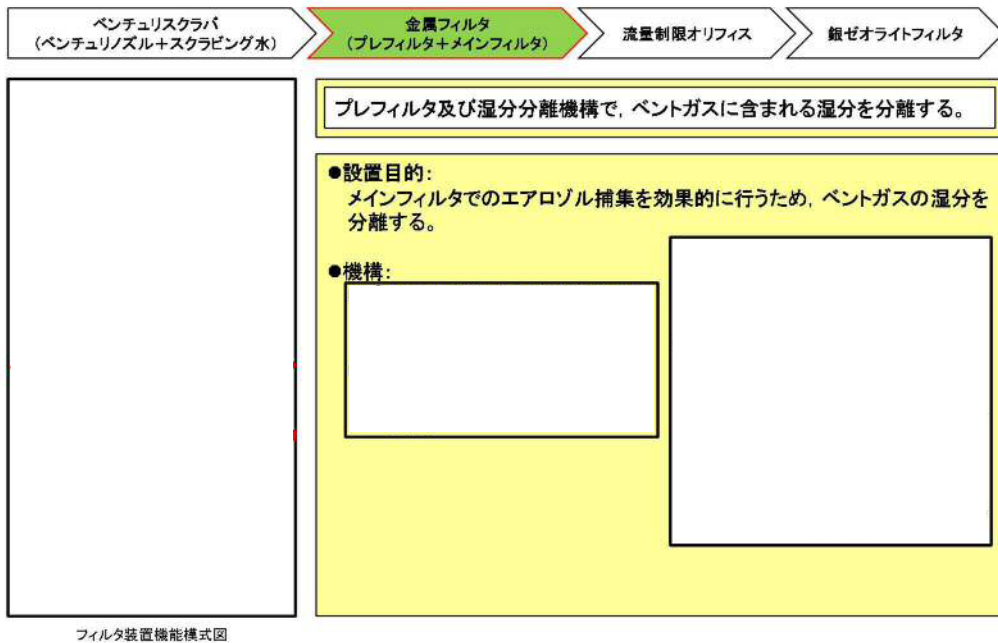 ベンチュリスクラバ
(ベンチュリノズル+スクラビング水)
金属フィルタ
(プレフィルタ+メインフィルタ)
流量制限オリフィス
銀ゼオライトフィルタ
プレフィルタ及び湿分分離機構で,ベントガスに含まれる湿分を分離する。
●設置目的:
メインフィルタでのエアロゾル捕集を効果的に行うため,ベントガスの湿分を
分離する。
●機構:
フィルタ装置機能模式図